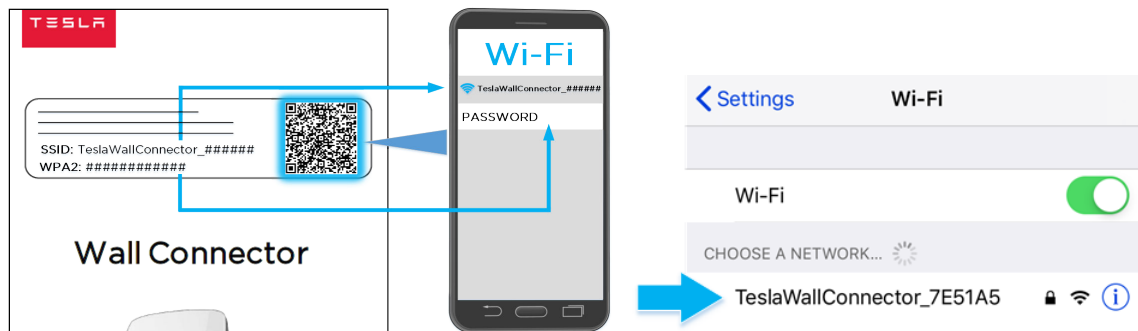 TESLA
SSID: TeslaWallConnector_######
WPA2: ############
Wall Connector
Wi-Fi
TeslaWallConnector_######
PASSWORD
Settings
Wi-Fi
Wi-Fi
CHOOSE A NETWORK...
TeslaWallConnector_7E51A5